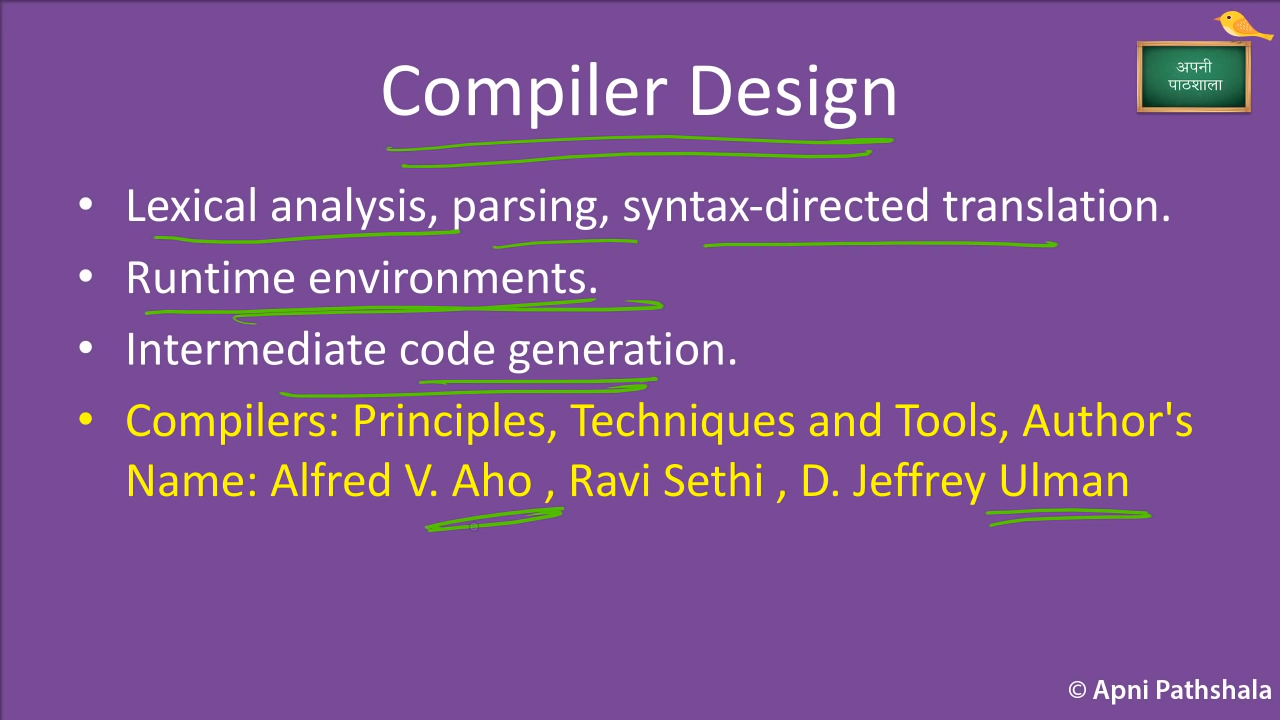 अपनी
पाठशाला
Compiler Design
• Lexical analysis, parsing, syntax-directed translation.
• Runtime environments.
• Intermediate code generation.
• Compilers: Principles, Techniques and Tools, Author's
Name: Alfred V. Aho , Ravi Sethi , D. Jeffrey Ulman
© Apni Pathshala